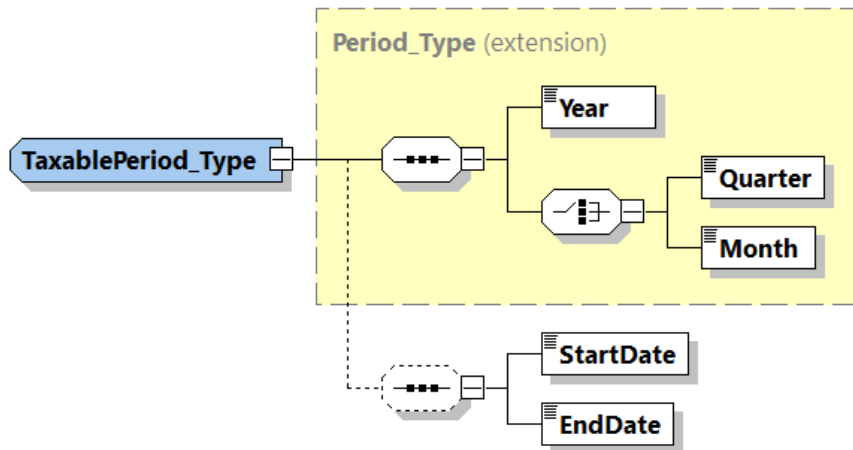 Period_Type (extension)
Year
TaxablePeriod_Type
Quarter
Month
StartDate
EndDate